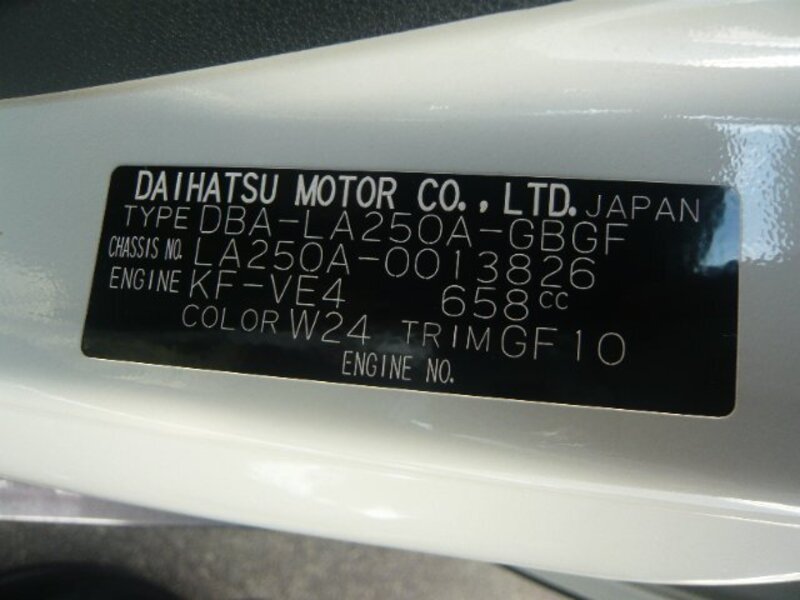 DAIHATSU MOTOR CO., LTD. JAPAN
TYPE DBA-LA250A-GBGF
CHASSIS NO. LA250A-0013826
ENGINE KF-VE4 658cc
COLOR W24 TRIM GF10
ENGINE NO.